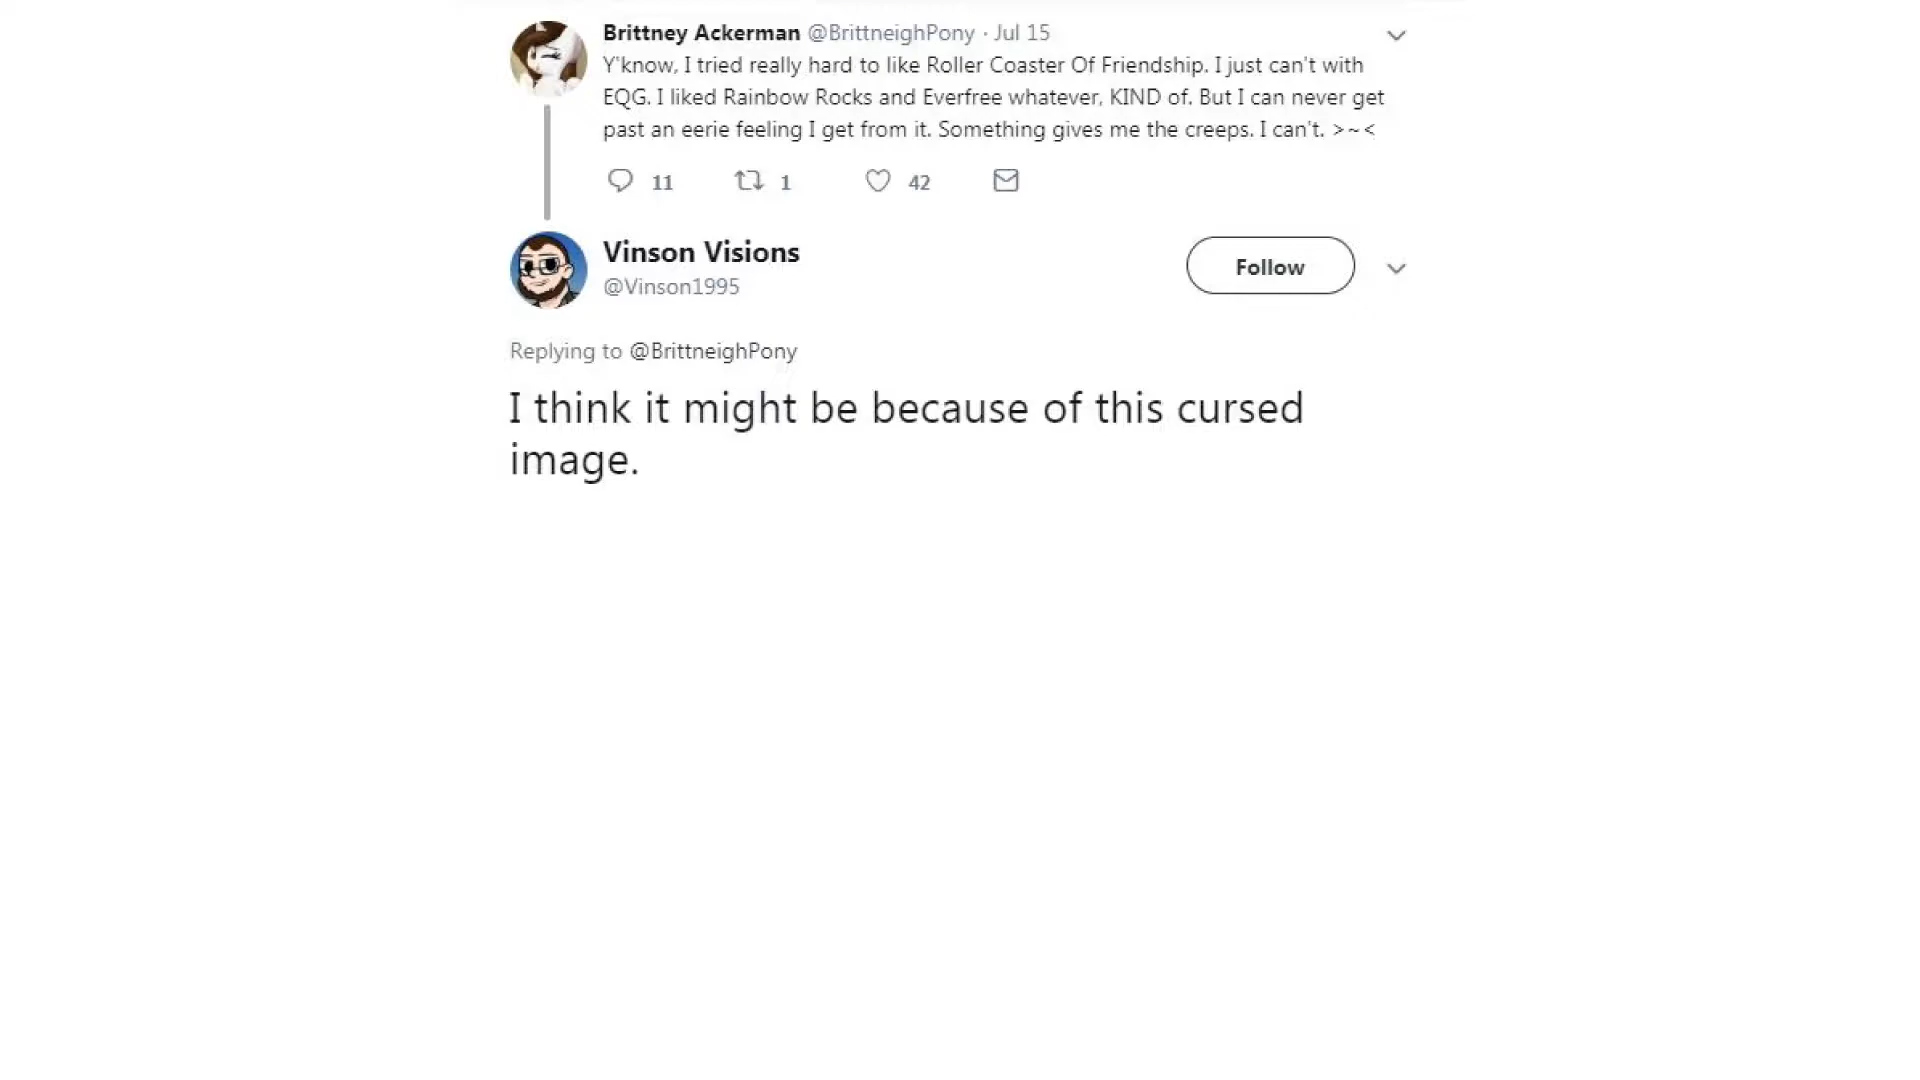 Brittney Ackerman @BrittneighPony · Jul 15
Y'know, I tried really hard to like Roller Coaster Of Friendship. I just can't with
EQG. I liked Rainbow Rocks and Everfree whatever, KIND of. But I can never get
past an eerie feeling I get from it. Something gives me the creeps. I can't. >~<
11 1 42
Vinson Visions
@Vinson1995
Follow
Replying to @BrittneighPony
I think it might be because of this cursed
image.